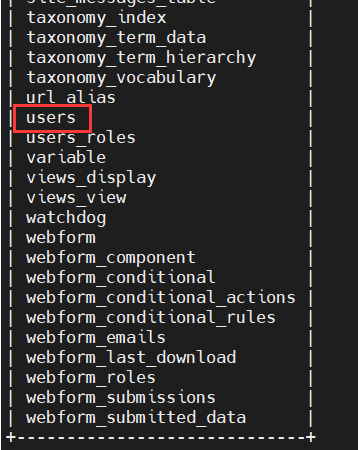 | taxonomy_index |
| taxonomy_term_data |
| taxonomy_term_hierarchy |
| taxonomy_vocabulary |
| url_alias |
| users |
| users_roles |
| variable |
| views_display |
| views_view |
| watchdog |
| webform |
| webform_component |
| webform_conditional |
| webform_conditional_actions |
| webform_conditional_rules |
| webform_emails |
| webform_last_download |
| webform_roles |
| webform_submissions |
| webform_submitted_data |
+-----------------------------+